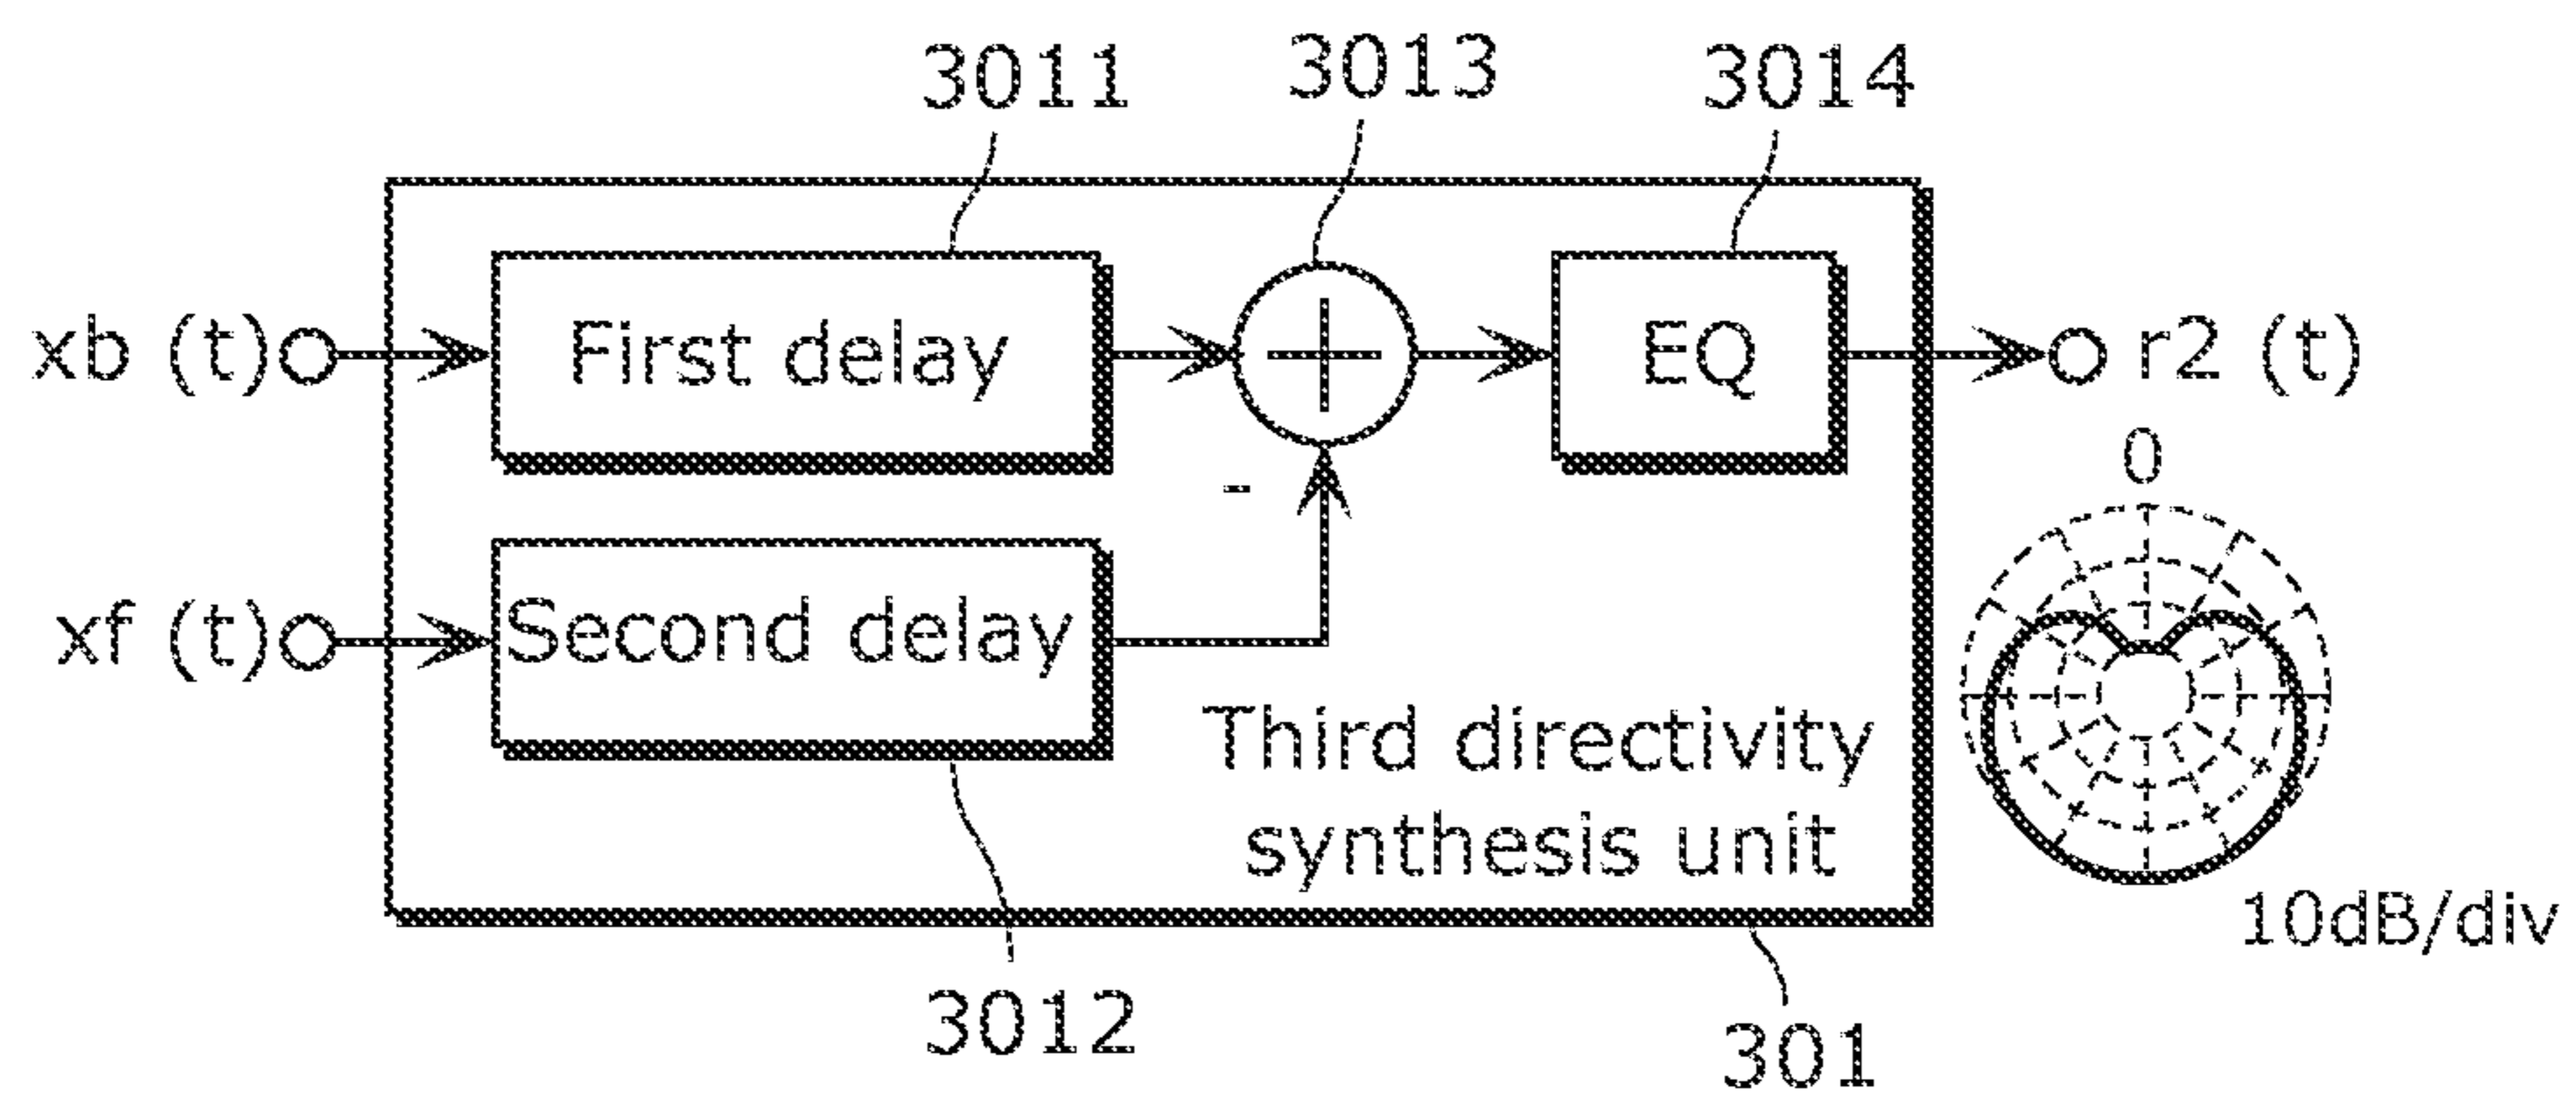 3011
3013
3014
xb (t)
First delay
+
EQ
r2 (t)
-
0
xf (t)
Second delay
Third directivity
synthesis unit
10dB/div
3012
301